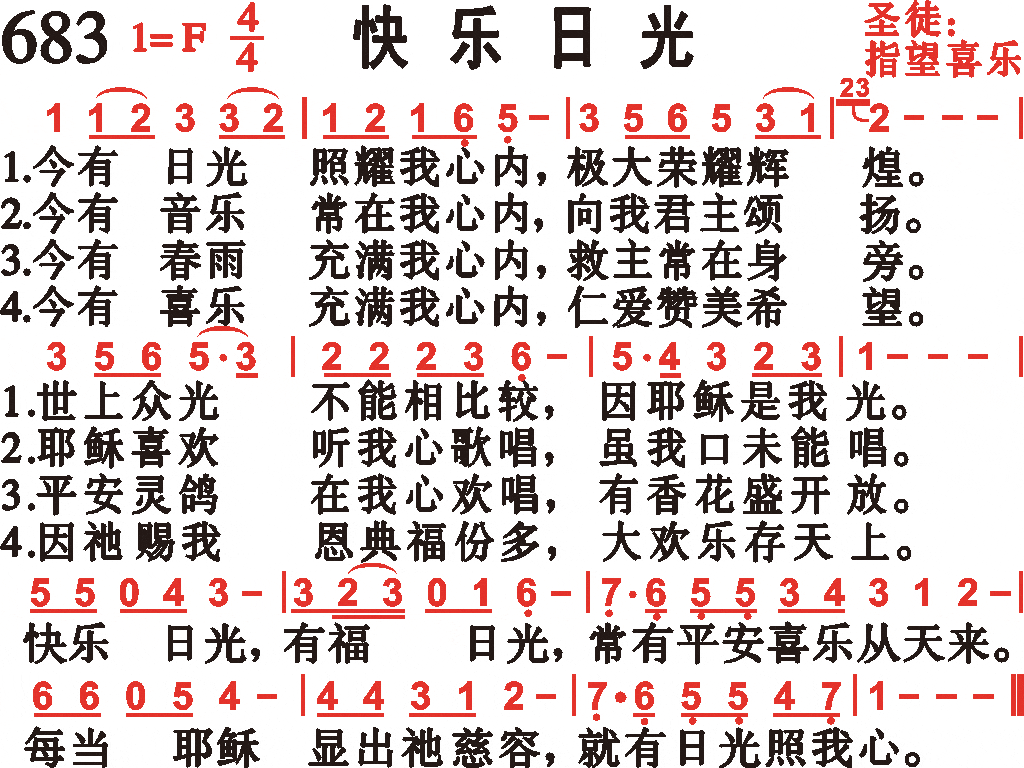 683 1=F 4/4 快乐日光 圣徒:
指望喜乐
1 1 2 3 3 2 | 1 2 1 6 5 – | 3 5 6 5 3 1 | 23 2 – – – |
1.今有 日光 照耀我心内,极大荣耀辉 煌。
2.今有 音乐 常在我心内,向我君主颂 扬。
3.今有 春雨 充满我心内,救主常在身 旁。
4.今有 喜乐 充满我心内,仁爱赞美希 望。
3 5 6 5·3 | 2 2 2 3 6 – | 5·4 3 2 3 | 1 – – – |
1.世上众光 不能相比较, 因耶稣是我 光。
2.耶稣喜欢 听我心歌唱, 虽我口未能 唱。
3.平安灵鸽 在我心欢唱, 有香花盛开 放。
4.因祂赐我 恩典福份多, 大欢乐存天 上。
5 5 0 4 3 – | 3 2 3 0 1 6 – | 7·6 5 5 3 4 3 1 2 – |
快乐 日光,有福 日光,常有平安喜乐从天来。
6 6 0 5 4 – | 4 4 3 1 2 – | 7·6 5 5 4 7 | 1 – – – ‖
每当 耶稣 显出祂慈容,就有日光照我心。